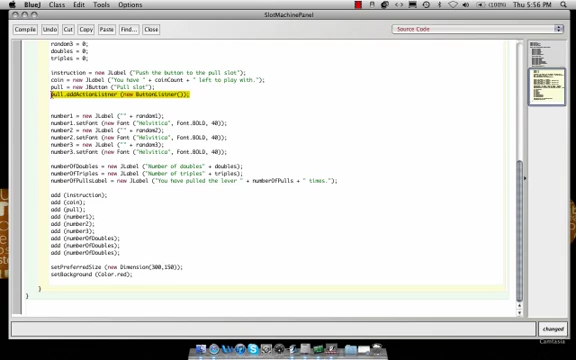 BlueJ Class Edit Tools Options
(100%) Thu 5:56 PM
SlotMachinePanel
Compile Undo Cut Copy Paste Find... Close
Source Code
random3 = 0;
doubles = 0;
triples = 0;
instruction = new JLabel ("Push the button to the pull slot");
coin = new JLabel ("You have " + coinCount + " left to play with.");
pull = new JButton ("Pull slot");
pull.addActionListner (new ButtonListner());
number1 = new JLabel ("" + random1);
number1.setFont (new Font ("Helvitica", Font.BOLD, 40));
number2 = new JLabel ("" + random2);
number2.setFont (new Font ("Helvitica", Font.BOLD, 40));
number3 = new JLabel ("" + random3);
number3.setFont (new Font ("Helvitica", Font.BOLD, 40));
numberOfDoubles = new JLabel ("Number of doubles" + doubles);
numberOfTriples = new JLabel ("Number of triples" + triples);
numberOfPullsLabel = new JLabel ("You have pulled the lever " + numberOfPulls + " times.");
add (instruction);
add (coin);
add (pull);
add (number1);
add (number2);
add (number3);
add (numberOfDoubles);
add (numberOfDoubles);
add (numberOfDoubles);
setPreferredSize (new Dimension(300,150));
setBackground (Color.red);
}
}
changed
Camtasia